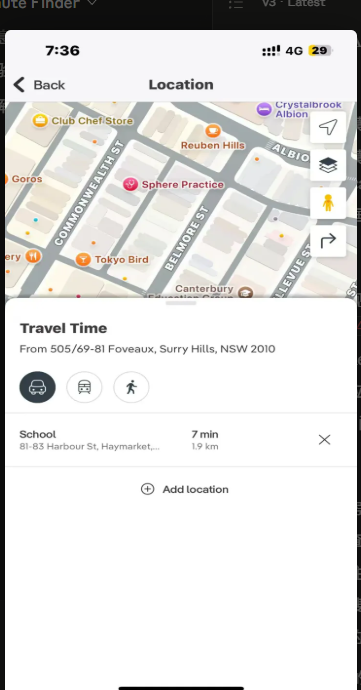 ute Finder
V3 · Latest
7:36
4G 29
Back
Location
Crystalbrook
Albion
Club Chef Store
Reuben Hills
ALBIO
Goros
COMMONWEALTH ST
Sphere Practice
BELMORE ST
ery
Tokyo Bird
LLEVUE ST
Canterbury
Education Group
ST
Travel Time
From 505/69-81 Foveaux, Surry Hills, NSW 2010
School
7 min
81-83 Harbour St, Haymarket,...
1.9 km
Add location